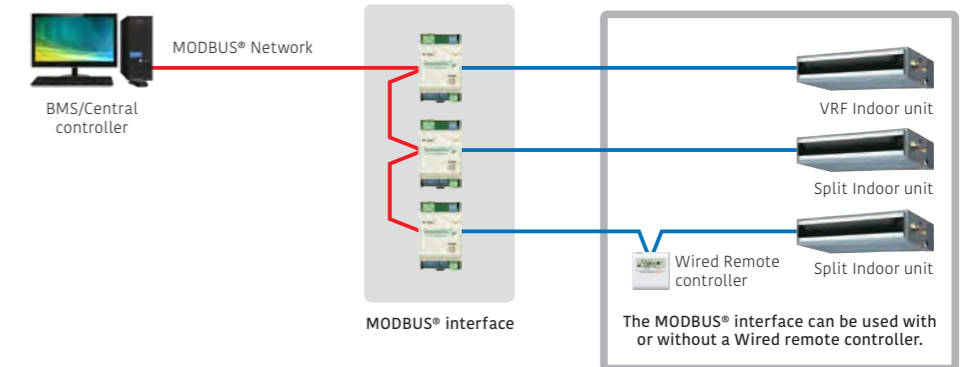 MODBUS® Network
BMS/Central
controller
VRF Indoor unit
Split Indoor unit
Wired Remote
controller
Split Indoor unit
MODBUS® interface
The MODBUS® interface can be used with
or without a Wired remote controller.